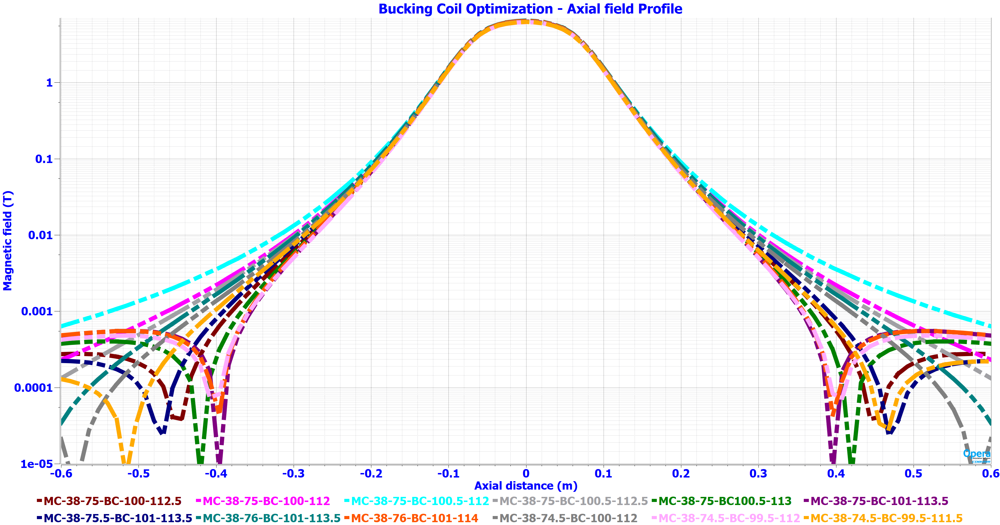 Bucking Coil Optimization - Axial field Profile
Magnetic field (T)
1
0.1
0.01
0.001
0.0001
1e-05
-0.6 -0.5 -0.4 -0.3 -0.2 -0.1 0 0.1 0.2 0.3 0.4 0.5 0.6
Axial distance (m)
Opera
Simulation Software
COBHAM
MC-38-75-BC-100-112.5 MC-38-75-BC-100-112 MC-38-75-BC-100.5-112 MC-38-75-BC-100.5-112.5 MC-38-75-BC100.5-113 MC-38-75-BC-101-113.5
MC-38-75.5-BC-101-113.5 MC-38-76-BC-101-113.5 MC-38-76-BC-101-114 MC-38-74.5-BC-100-112 MC-38-74.5-BC-99.5-112 MC-38-74.5-BC-99.5-111.5